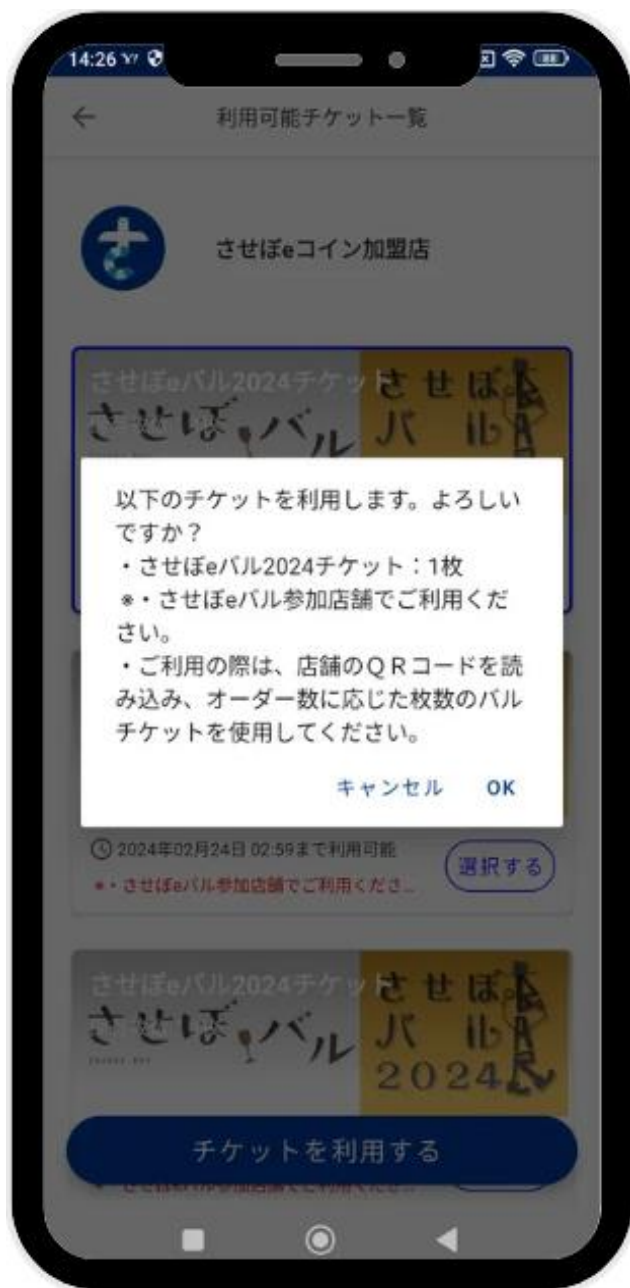 14:26
利用可能チケット一覧
させぼeコイン加盟店
させぼeバル2024チケット
させぼバル
させぼ
バル
以下のチケットを利用します。よろしい
ですか？
・させぼeバル2024チケット：1枚
※・させぼeバル参加店舗でご利用くだ
さい。
・ご利用の際は、店舗のＱＲコードを読
み込み、オーダー数に応じた枚数のバル
チケットを使用してください。
キャンセル OK
2024年02月24日 02:59まで利用可能
選択する
※・させぼeバル参加店舗でご利用くださ...
させぼeバル2024チケット
させぼバル
させぼ
バル
2024
チケットを利用する